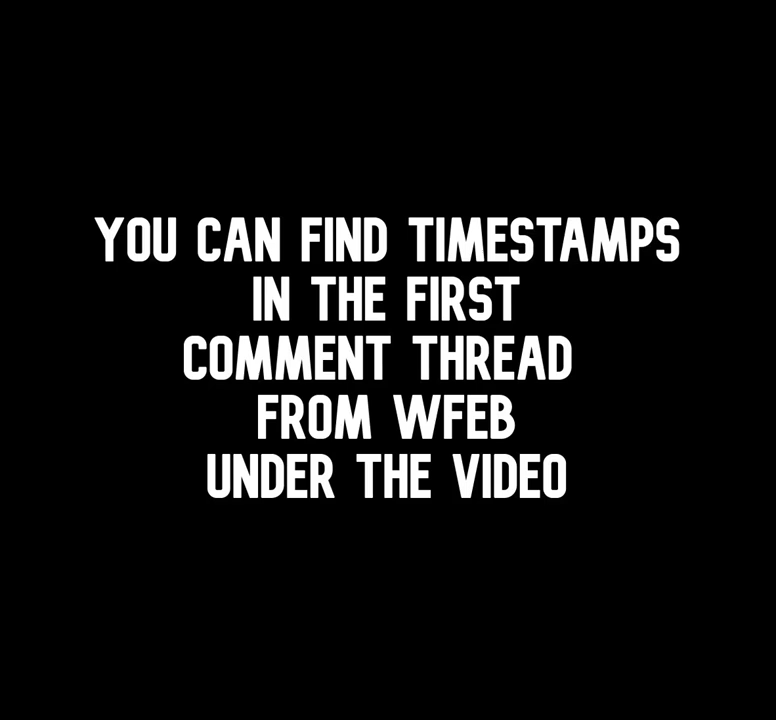 YOU CAN FIND TIMESTAMPS
IN THE FIRST
COMMENT THREAD
FROM WFEB
UNDER THE VIDEO